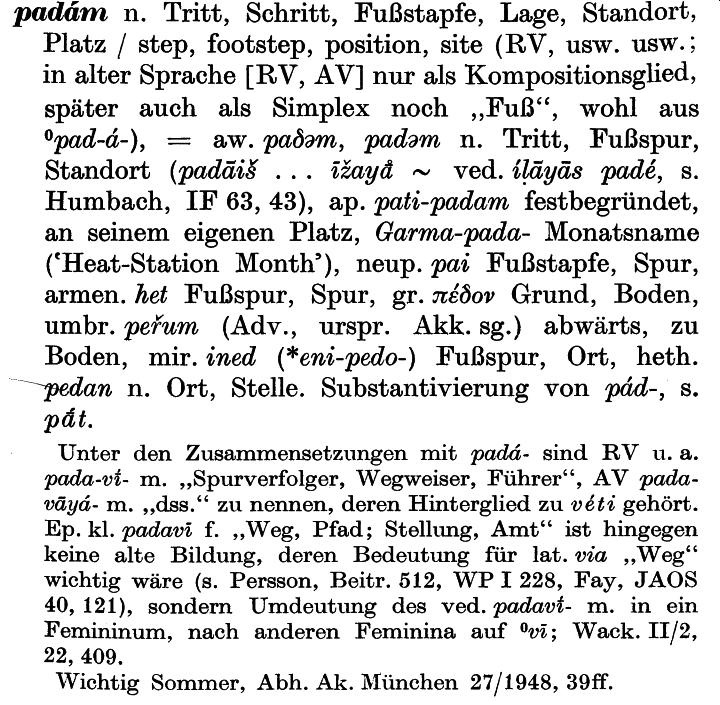 padám n. Tritt, Schritt, Fußstapfe, Lage, Standort,
Platz / step, footstep, position, site (RV, usw. usw.;
in alter Sprache [RV, AV] nur als Kompositionsglied,
später auch als Simplex noch „Fuß“, wohl aus
⁰pad-á-), = aw. paδəm, padəm n. Tritt, Fußspur,
Standort (padāiš ... īžayā̊ ~ ved. íḷāyās padé, s.
Humbach, IF 63, 43), ap. pati-padam festbegründet,
an seinem eigenen Platz, Garma-pada- Monatsname
(‘Heat-Station Month’), neup. pai Fußstapfe, Spur,
armen. het Fußspur, Spur, gr. πέδον Grund, Boden,
umbr. peřum (Adv., urspr. Akk. sg.) abwärts, zu
Boden, mir. ined (*eni-pedo-) Fußspur, Ort, heth.
pedan n. Ort, Stelle. Substantivierung von pád-, s.
pā́t.
Unter den Zusammensetzungen mit padá- sind RV u. a.
pada-vī́- m. „Spurverfolger, Wegweiser, Führer“, AV pada-
vāyá- m. „dss.“ zu nennen, deren Hinterglied zu véti gehört.
Ep. kl. padavī f. „Weg, Pfad; Stellung, Amt“ ist hingegen
keine alte Bildung, deren Bedeutung für lat. via „Weg“
wichtig wäre (s. Persson, Beitr. 512, WP I 228, Fay, JAOS
40, 121), sondern Umdeutung des ved. padavī́- m. in ein
Femininum, nach anderen Feminina auf ⁰vī; Wack. II/2,
22, 409.
Wichtig Sommer, Abh. Ak. München 27/1948, 39ff.